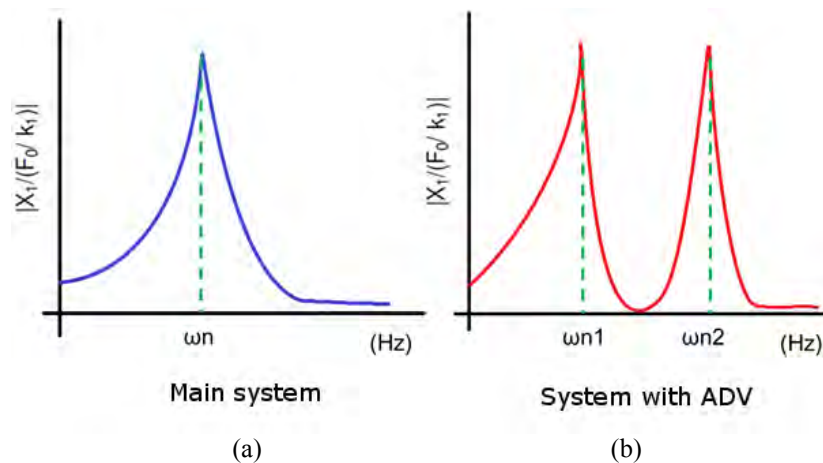 |X₁/(F₀/ k₁)|
ωn
(Hz)
Main system
(a)
|X₁/(F₀/ k₁)|
ωn1
ωn2
(Hz)
System with ADV
(b)